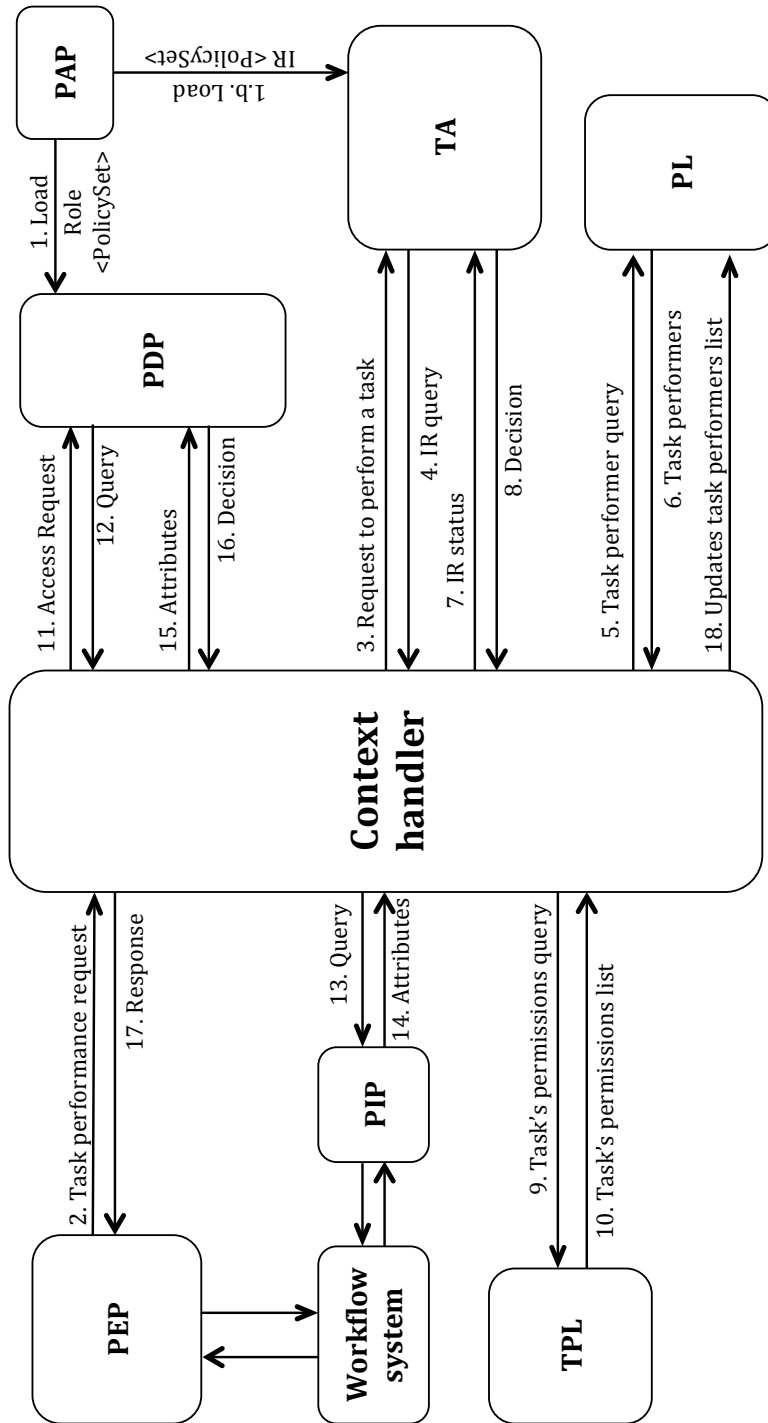 PAP
1. Load
Role
<PolicySet>
1.b. Load
IR<PolicySet>
PDP
TA
PL
11. Access Request
12. Query
15. Attributes
16. Decision
3. Request to perform a task
4. IR query
7. IR status
8. Decision
5. Task performer query
6. Task performers
18. Updates task performers list
Context
handler
2. Task performance request
17. Response
13. Query
14. Attributes
9. Task's permissions query
10. Task's permissions list
PEP
PIP
Workflow
system
TPL